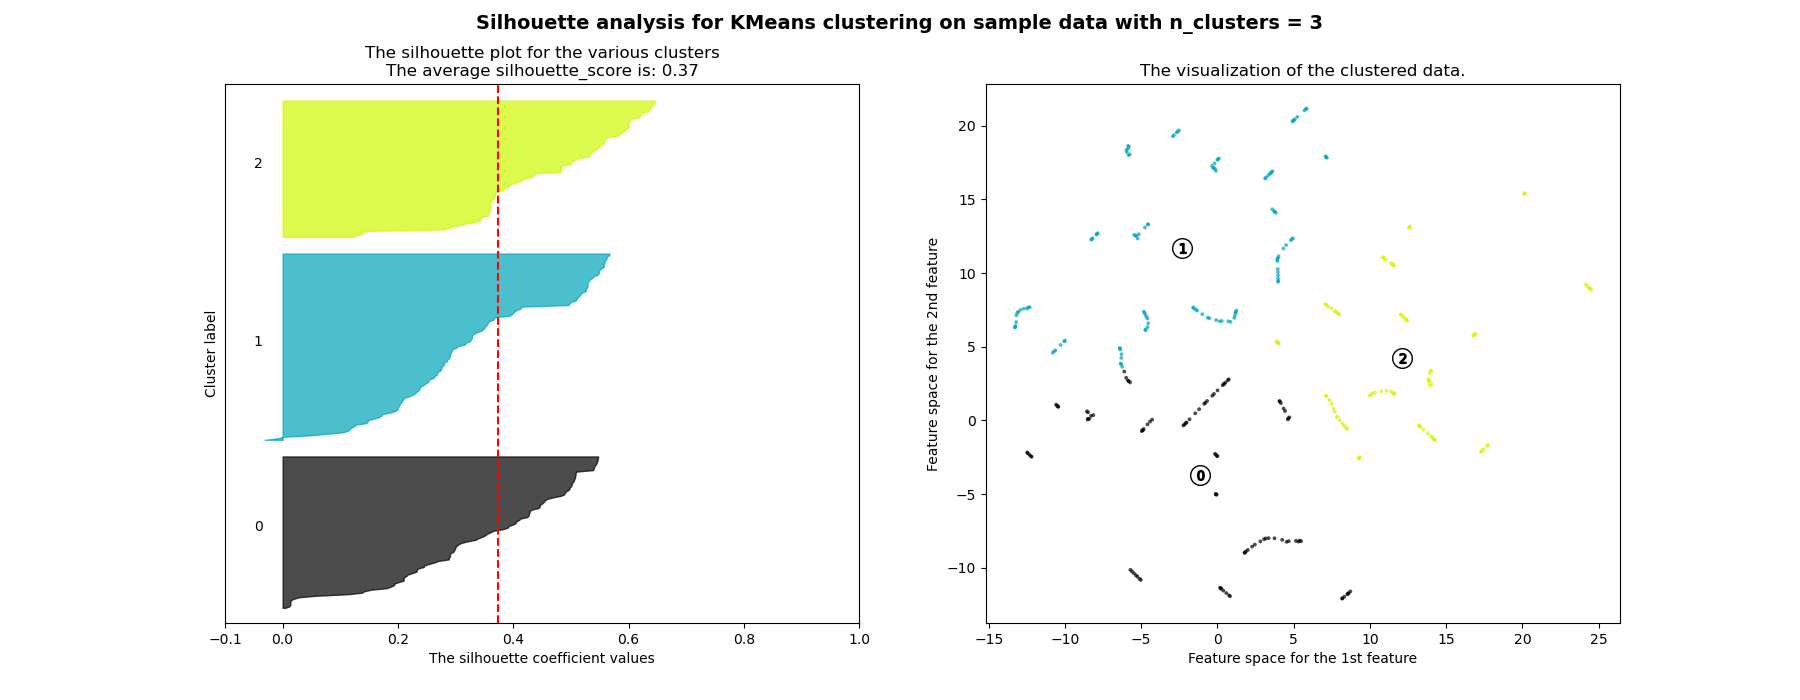 Silhouette analysis for KMeans clustering on sample data with n_clusters = 3
The silhouette plot for the various clusters
The average silhouette_score is: 0.37
2
1
0
Cluster label
−0.1 0.0 0.2 0.4 0.6 0.8 1.0
The silhouette coefficient values
The visualization of the clustered data.
20
15
10
5
0
−5
−10
Feature space for the 2nd feature
1
2
0
−15 −10 −5 0 5 10 15 20 25
Feature space for the 1st feature